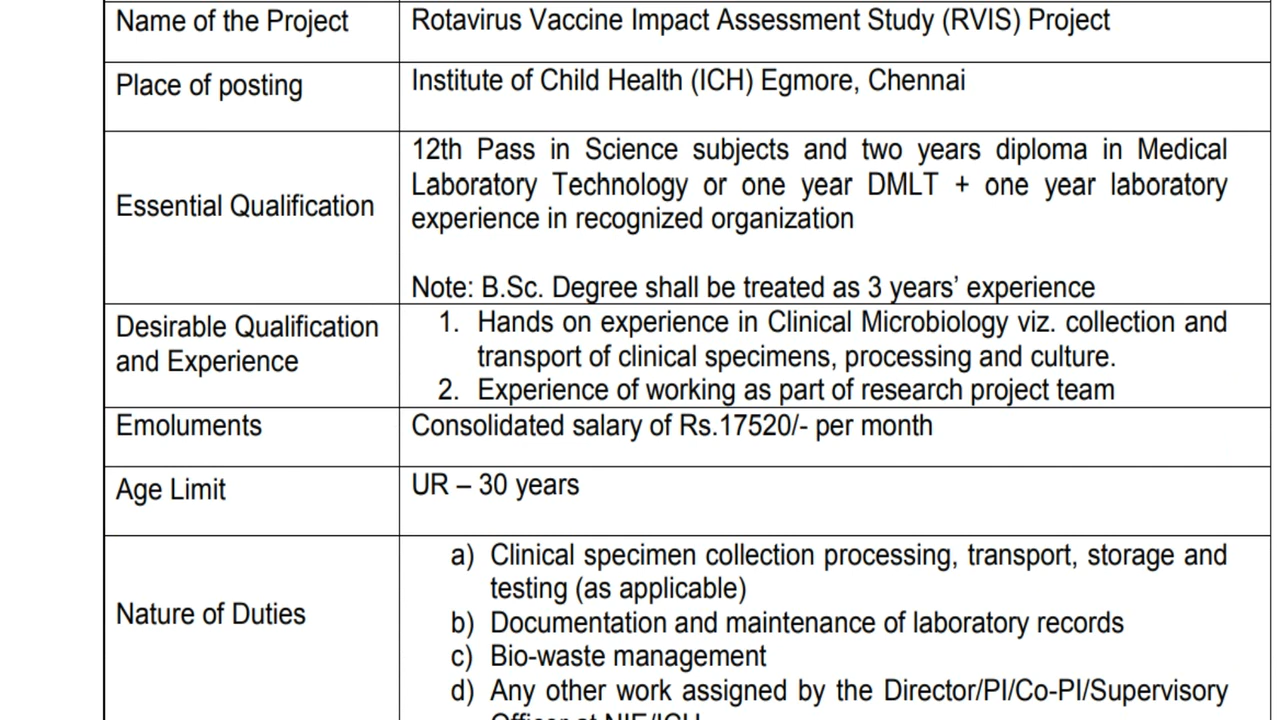 Name of the Project
Rotavirus Vaccine Impact Assessment Study (RVIS) Project
Place of posting
Institute of Child Health (ICH) Egmore, Chennai
Essential Qualification
12th Pass in Science subjects and two years diploma in Medical
Laboratory Technology or one year DMLT + one year laboratory
experience in recognized organization
Note: B.Sc. Degree shall be treated as 3 years’ experience
Desirable Qualification
and Experience
1. Hands on experience in Clinical Microbiology viz. collection and
transport of clinical specimens, processing and culture.
2. Experience of working as part of research project team
Emoluments
Consolidated salary of Rs.17520/- per month
Age Limit
UR – 30 years
Nature of Duties
a) Clinical specimen collection processing, transport, storage and
testing (as applicable)
b) Documentation and maintenance of laboratory records
c) Bio-waste management
d) Any other work assigned by the Director/PI/Co-PI/Supervisory
Officer at NIE/ICH